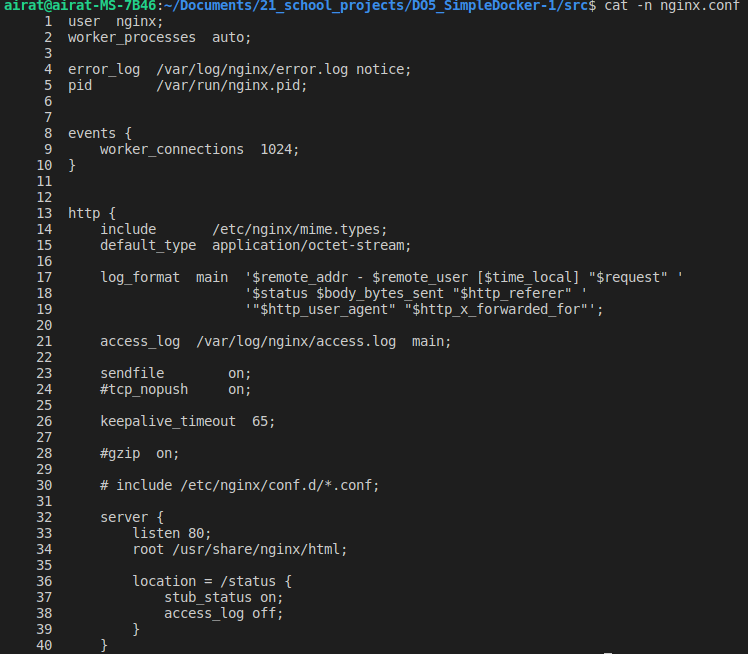 airat@airat-MS-7B46:~/Documents/21_school_projects/DO5_SimpleDocker-1/src$ cat -n nginx.conf
     1  user  nginx;
     2  worker_processes  auto;
     3
     4  error_log  /var/log/nginx/error.log notice;
     5  pid        /var/run/nginx.pid;
     6
     7
     8  events {
     9      worker_connections  1024;
    10  }
    11
    12
    13  http {
    14      include       /etc/nginx/mime.types;
    15      default_type  application/octet-stream;
    16
    17      log_format  main  '$remote_addr - $remote_user [$time_local] "$request" '
    18                        '$status $body_bytes_sent "$http_referer" '
    19                        '"$http_user_agent" "$http_x_forwarded_for"';
    20
    21      access_log  /var/log/nginx/access.log  main;
    22
    23      sendfile        on;
    24      #tcp_nopush     on;
    25
    26      keepalive_timeout  65;
    27
    28      #gzip  on;
    29
    30      # include /etc/nginx/conf.d/*.conf;
    31
    32      server {
    33          listen 80;
    34          root /usr/share/nginx/html;
    35
    36          location = /status {
    37              stub_status on;
    38              access_log off;
    39          }
    40      }